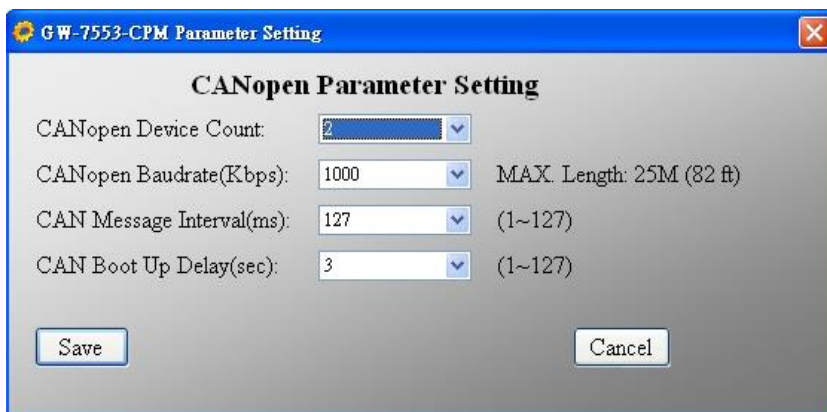 GW-7553-CPM Parameter Setting
CANopen Parameter Setting
CANopen Device Count: 2
CANopen Baudrate(Kbps): 1000 MAX. Length: 25M (82 ft)
CAN Message Interval(ms): 127 (1~127)
CAN Boot Up Delay(sec): 3 (1~127)
Save Cancel